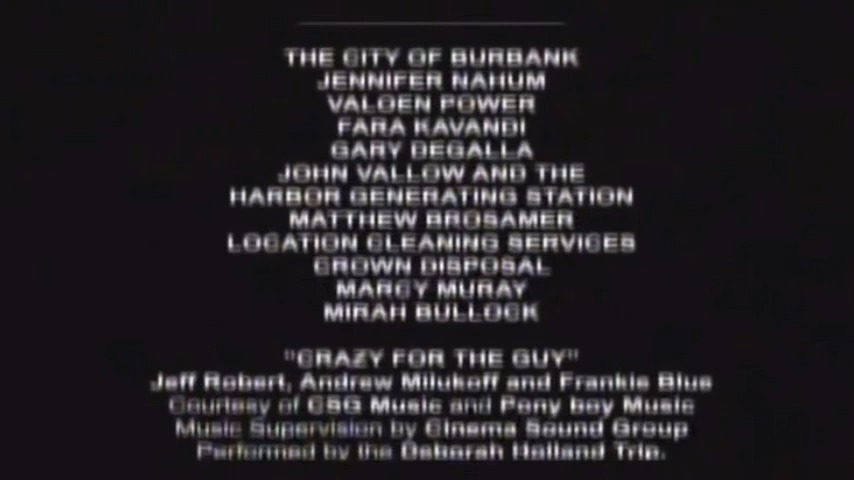 THE CITY OF BURBANK
JENNIFER NAHUM
VALOEN POWER
FARA KAVANDI
GARY DEGALLA
JOHN VALLOW AND THE
HARBOR GENERATING STATION
MATTHEW BROSAMER
LOCATION CLEANING SERVICES
CROWN DISPOSAL
MARCY MURAY
MIRAH BULLOCK
"CRAZY FOR THE GUY"
Jeff Robert, Andrew Milukoff and Frankie Blue
Courtesy of CSG Music and Pony boy Music
Music Supervision by Cinema Sound Group
Performed by the Deborah Holland Trip.